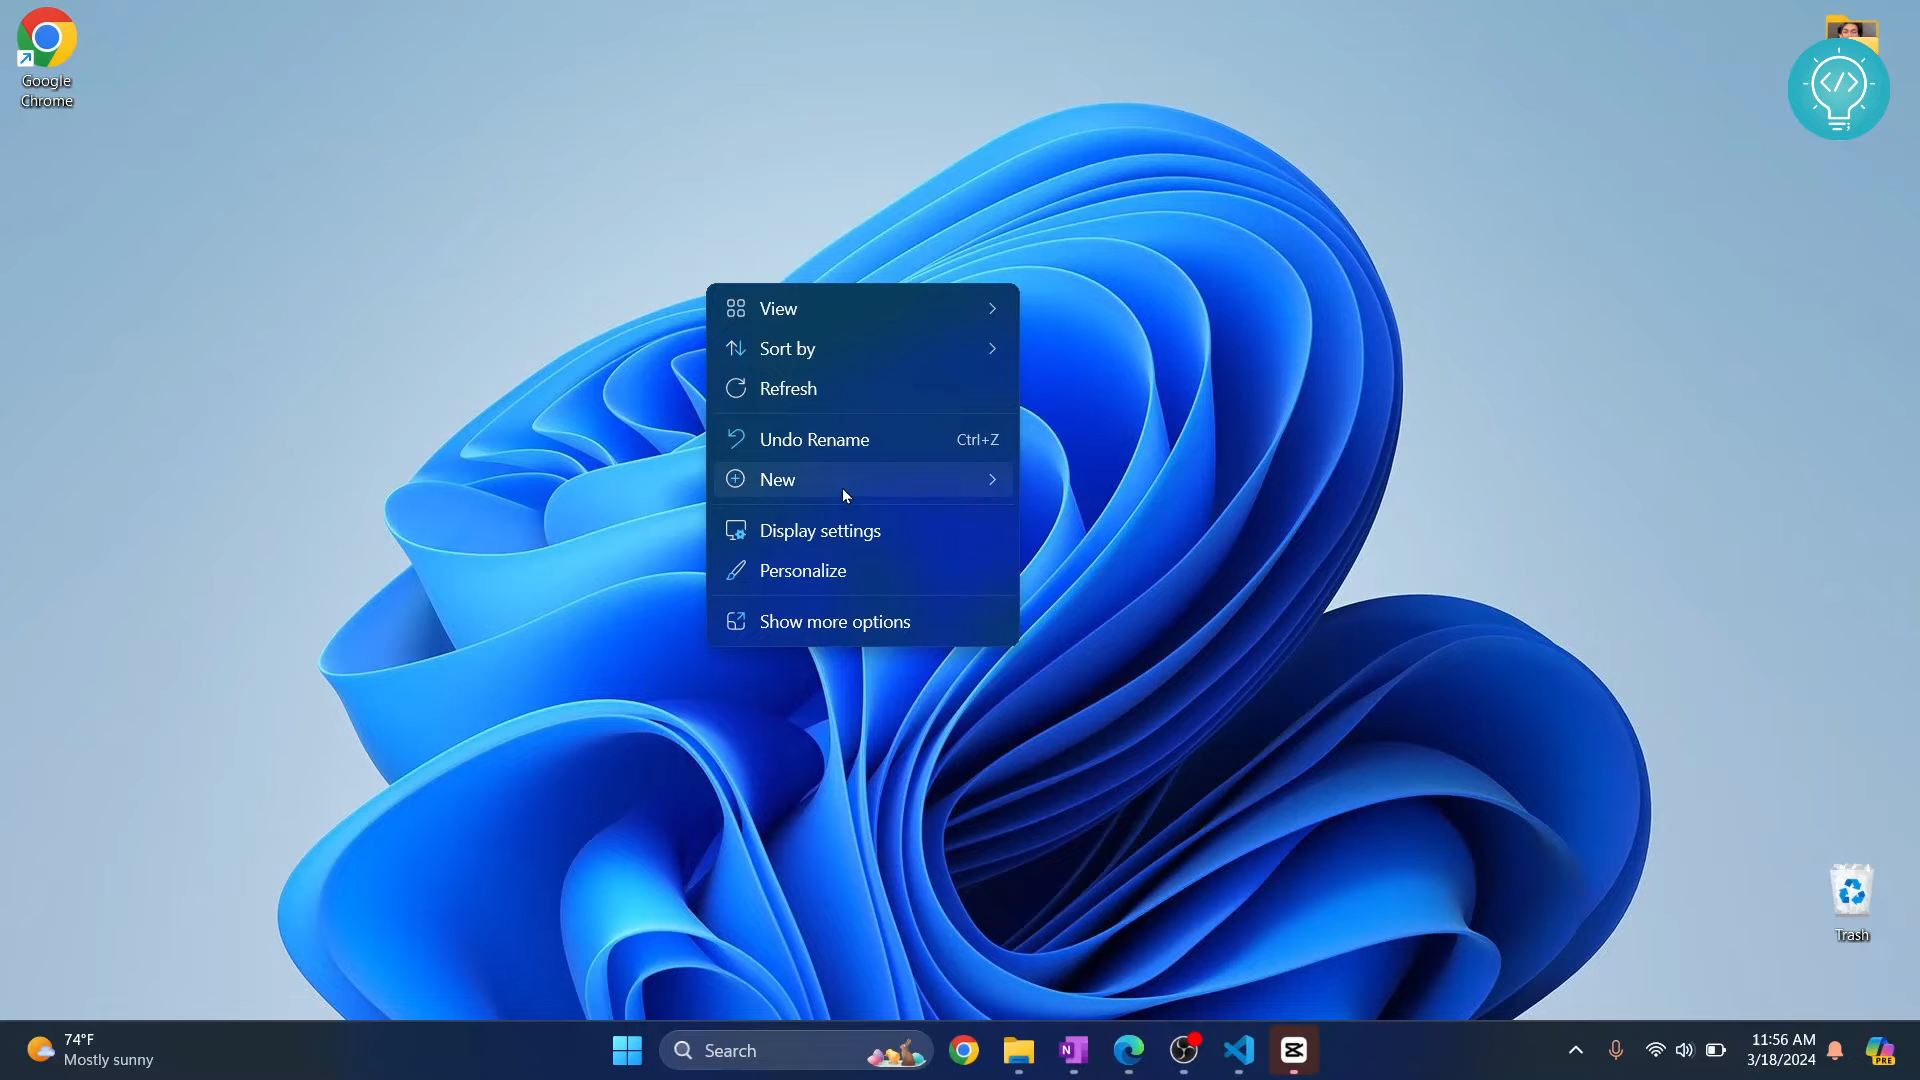 Google
Chrome
</>
View
Sort by
Refresh
Undo Rename Ctrl+Z
New
Display settings
Personalize
Show more options
Trash
74°F
Mostly sunny
Search
N
11:56 AM
3/18/2024
PRE